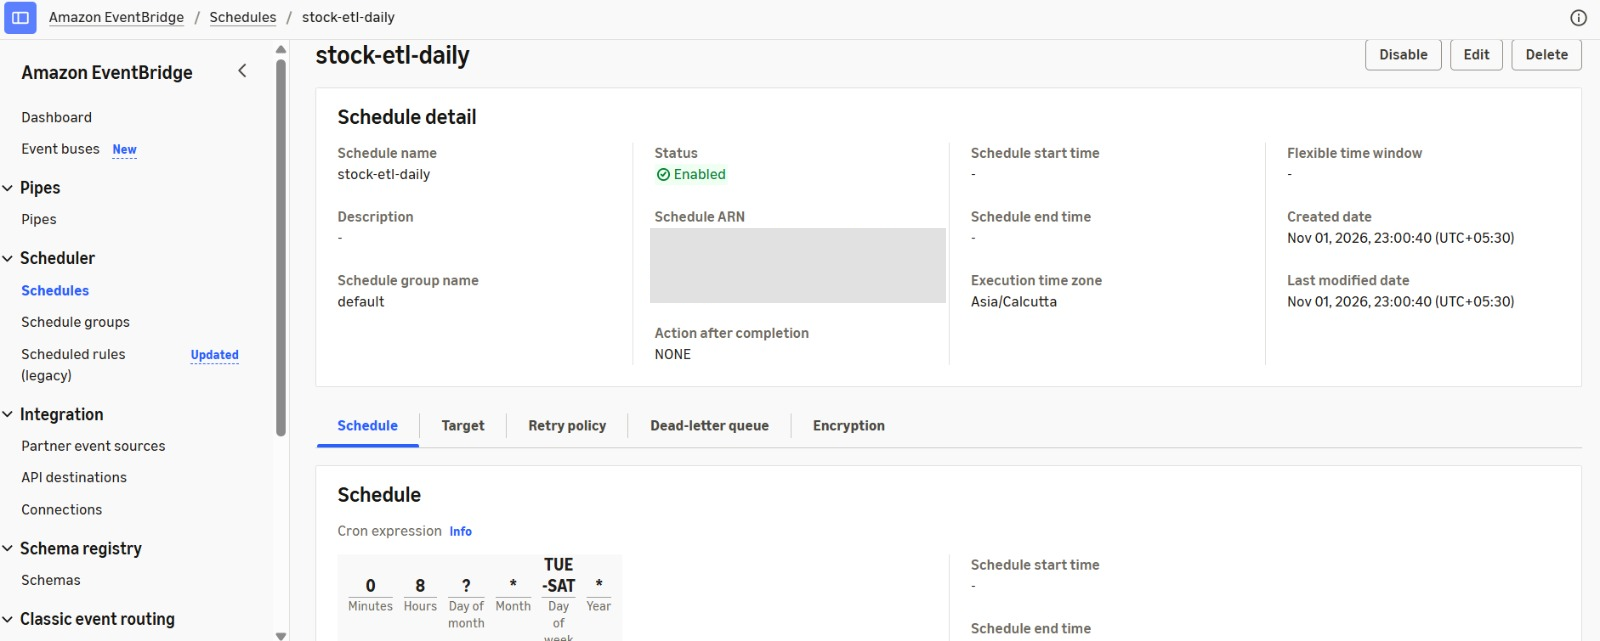 Amazon EventBridge / Schedules / stock-etl-daily
Amazon EventBridge
Dashboard
Event buses New
Pipes
Pipes
Scheduler
Schedules
Schedule groups
Scheduled rules Updated
(legacy)
Integration
Partner event sources
API destinations
Connections
Schema registry
Schemas
Classic event routing
stock-etl-daily
Disable
Edit
Delete
Schedule detail
Schedule name
stock-etl-daily
Description
-
Schedule group name
default
Status
Enabled
Schedule ARN
Action after completion
NONE
Schedule start time
-
Schedule end time
-
Execution time zone
Asia/Calcutta
Flexible time window
-
Created date
Nov 01, 2026, 23:00:40 (UTC+05:30)
Last modified date
Nov 01, 2026, 23:00:40 (UTC+05:30)
Schedule Target Retry policy Dead-letter queue Encryption
Schedule
Cron expression Info
0
Minutes
8
Hours
?
Day of
month
*
Month
TUE
-SAT
Day
of
week
*
Year
Schedule start time
-
Schedule end time